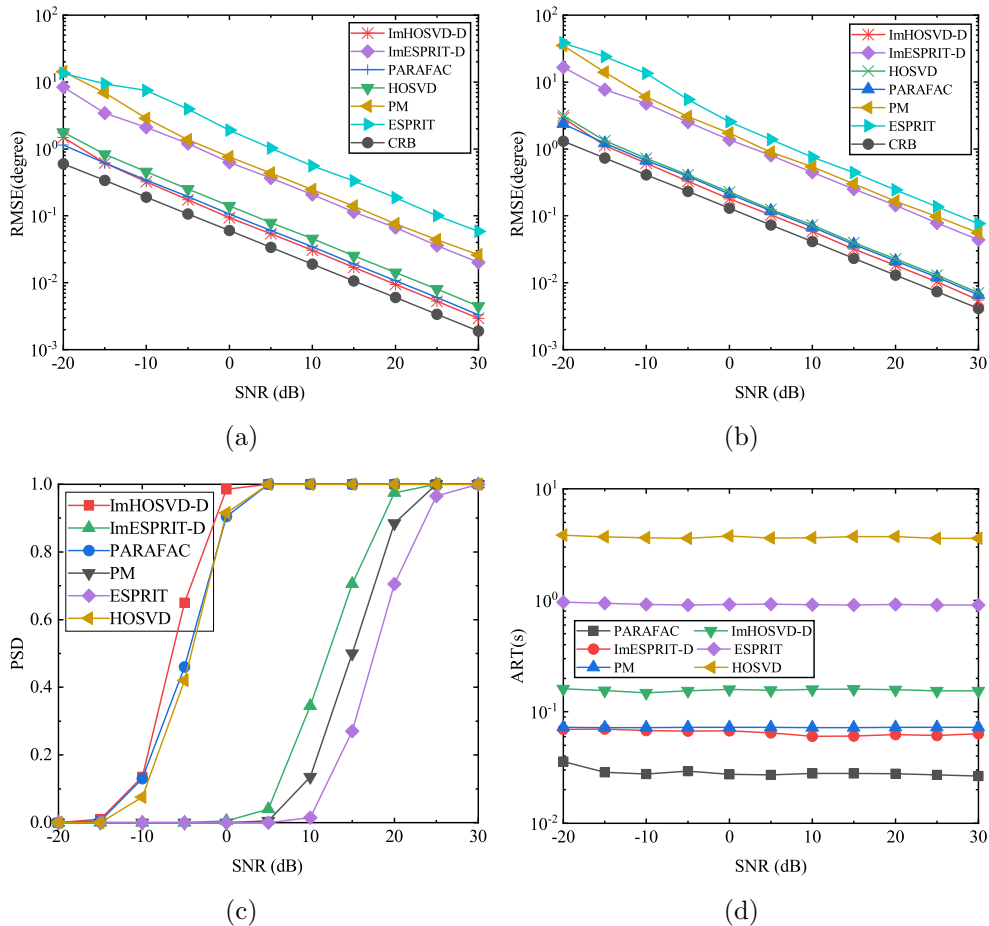 10^2
10^1
10^0
10^-1
10^-2
10^-3
RMSE(degree)
ImHOSVD-D
ImESPRIT-D
PARAFAC
HOSVD
PM
ESPRIT
CRB
-20 -10 0 10 20 30
SNR (dB)
(a)
10^2
10^1
10^0
10^-1
10^-2
10^-3
RMSE(degree)
ImHOSVD-D
ImESPRIT-D
HOSVD
PARAFAC
PM
ESPRIT
CRB
-20 -10 0 10 20 30
SNR (dB)
(b)
1.0
0.8
0.6
0.4
0.2
0.0
PSD
ImHOSVD-D
ImESPRIT-D
PARAFAC
PM
ESPRIT
HOSVD
-20 -10 0 10 20 30
SNR (dB)
(c)
10^1
10^0
10^-1
10^-2
ART(s)
PARAFAC ImHOSVD-D
ImESPRIT-D ESPRIT
PM HOSVD
-20 -10 0 10 20 30
SNR (dB)
(d)